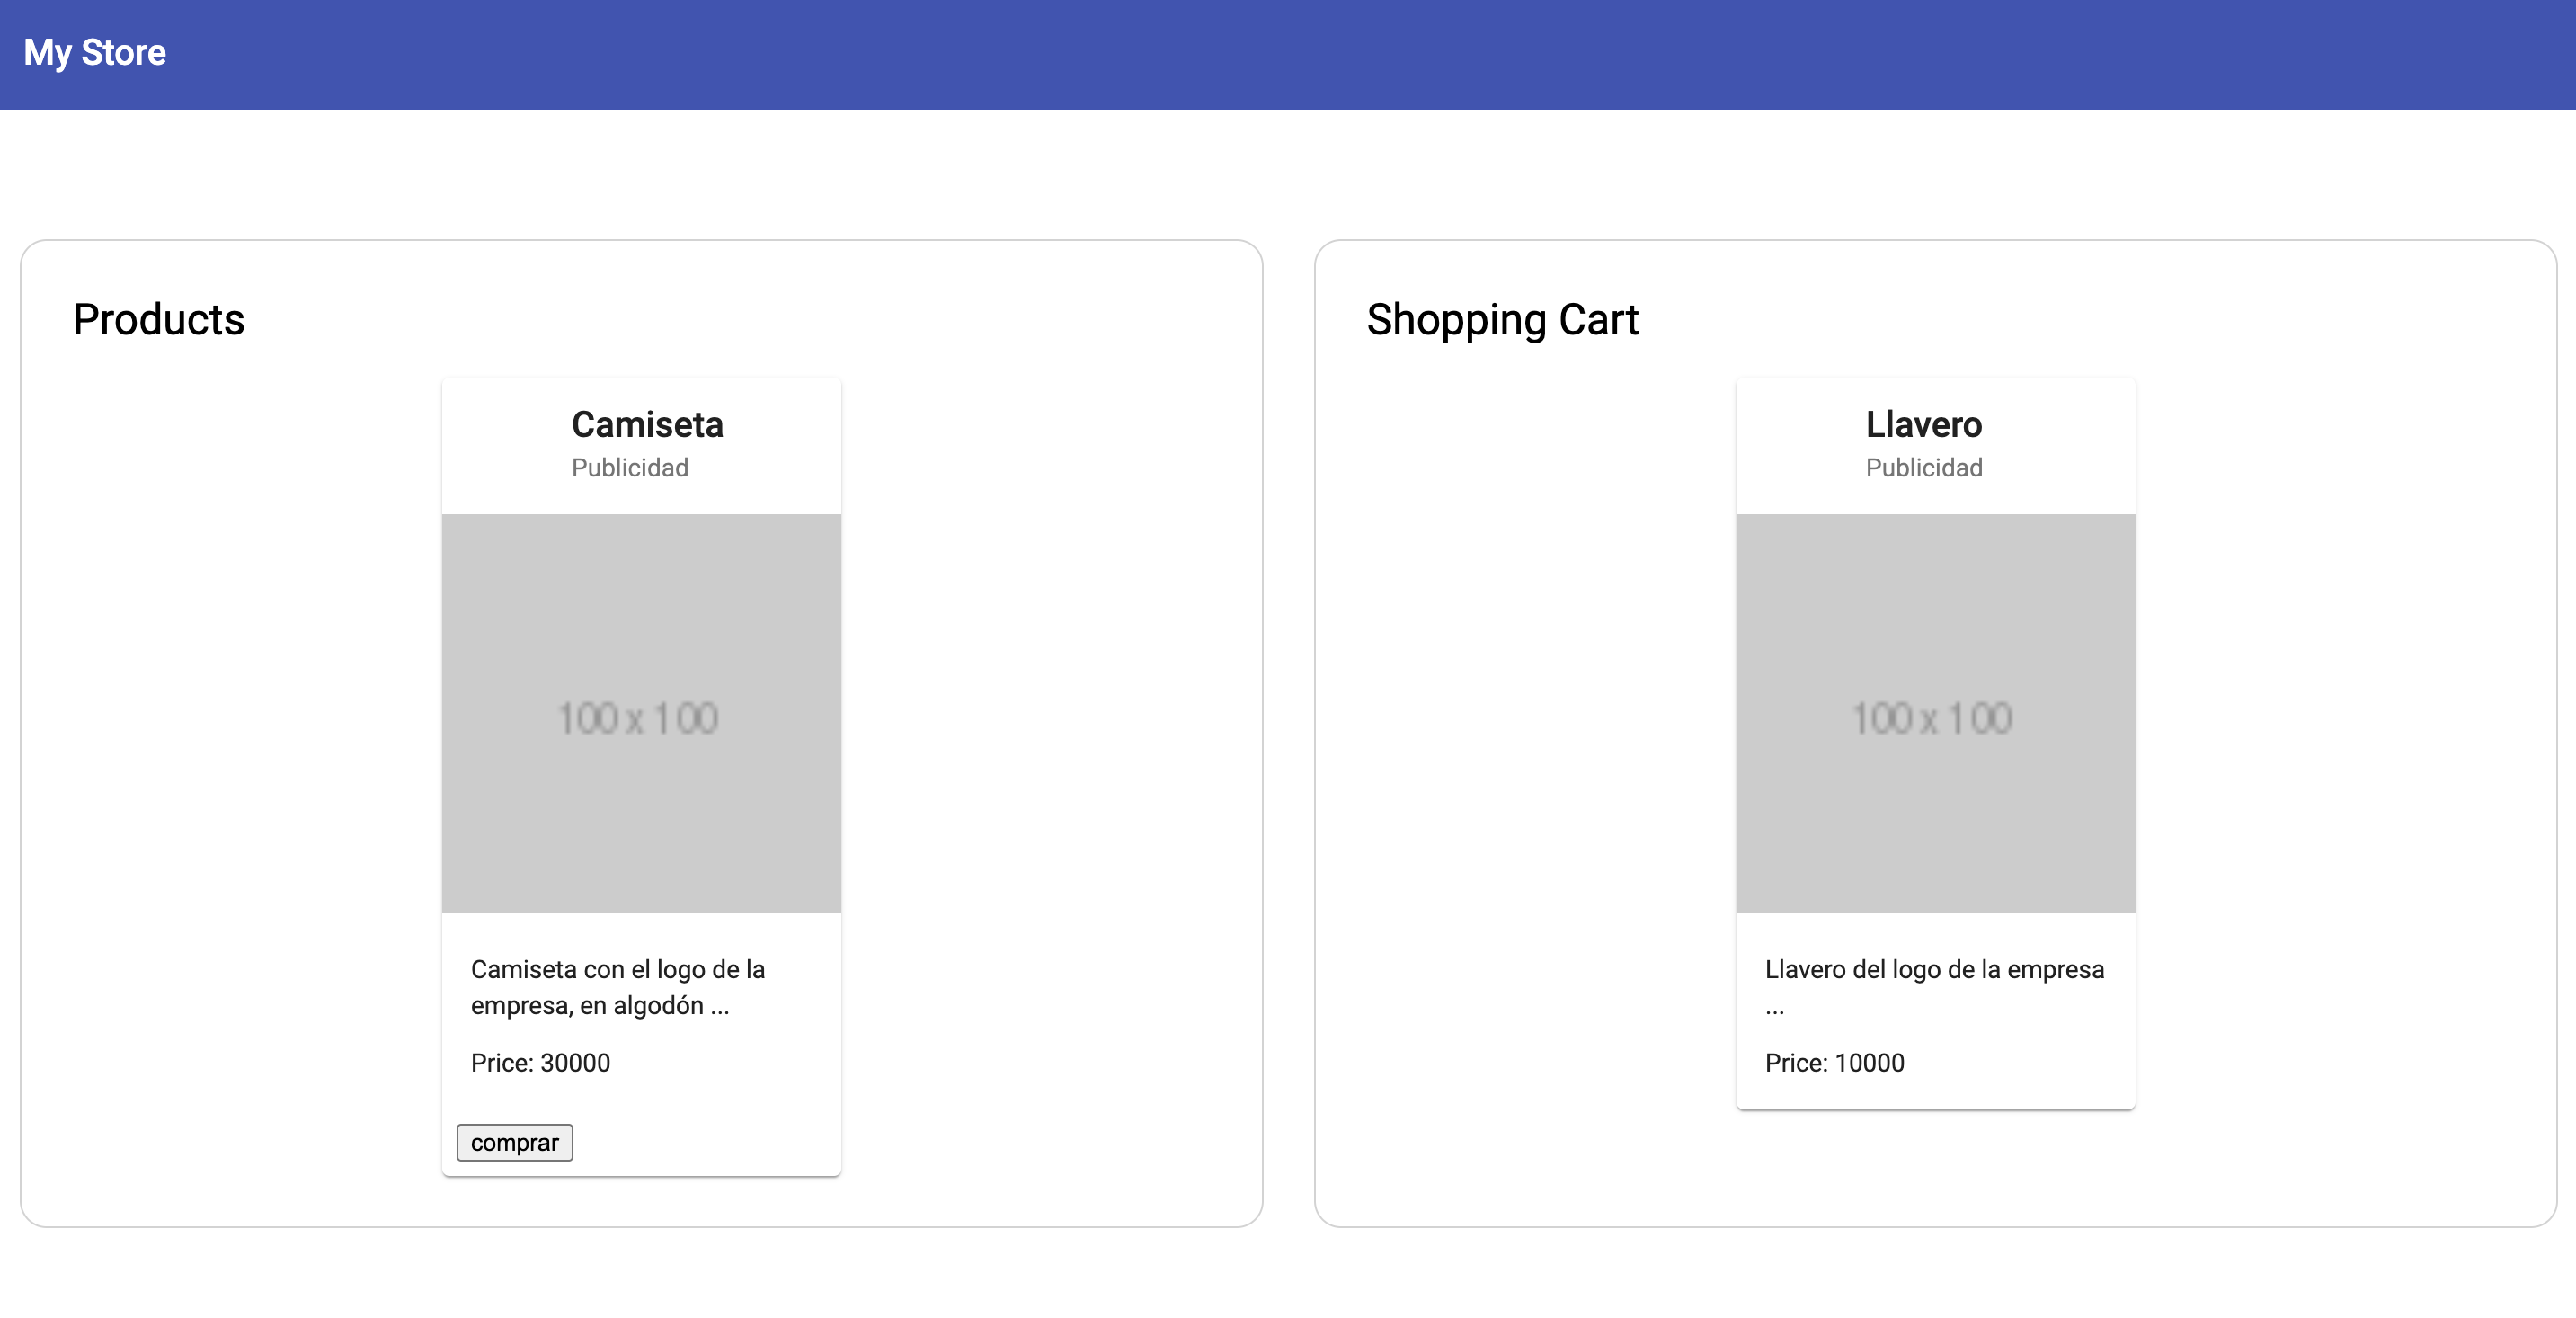 My Store
Products
Camiseta
Publicidad
100 x 100
Camiseta con el logo de la
empresa, en algodón ...
Price: 30000
comprar
Shopping Cart
Llavero
Publicidad
100 x 100
Llavero del logo de la empresa
...
Price: 10000